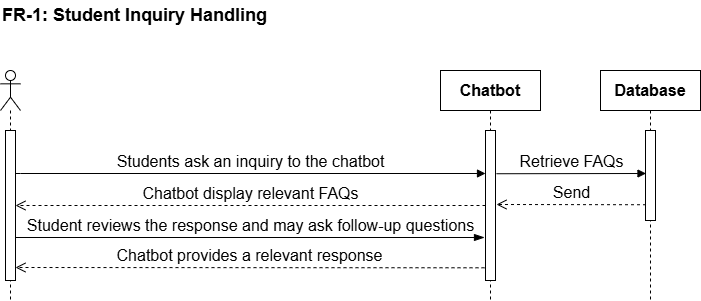 FR-1: Student Inquiry Handling
Chatbot
Database
Students ask an inquiry to the chatbot
Retrieve FAQs
Chatbot display relevant FAQs
Send
Student reviews the response and may ask follow-up questions
Chatbot provides a relevant response